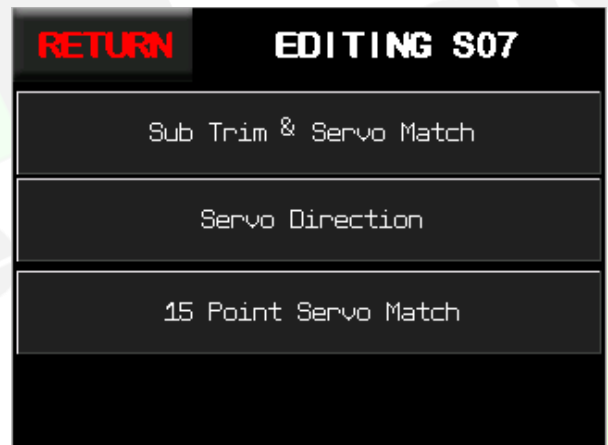 RETURN EDITING S07
Sub Trim & Servo Match
Servo Direction
15 Point Servo Match